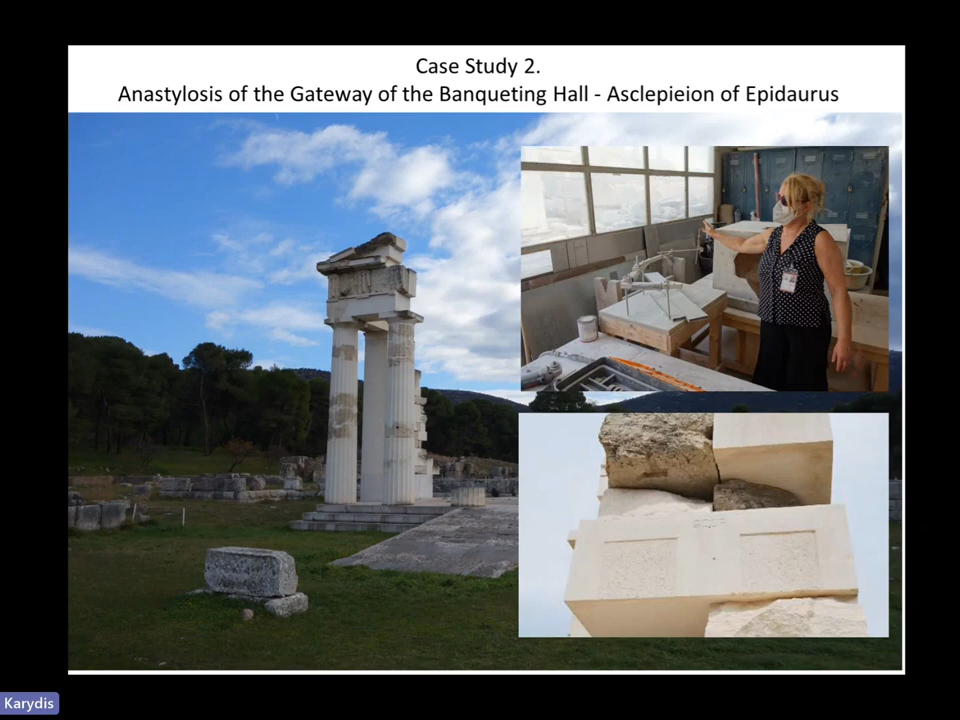 Case Study 2.
Anastylosis of the Gateway of the Banqueting Hall - Asclepieion of Epidaurus
Karydis